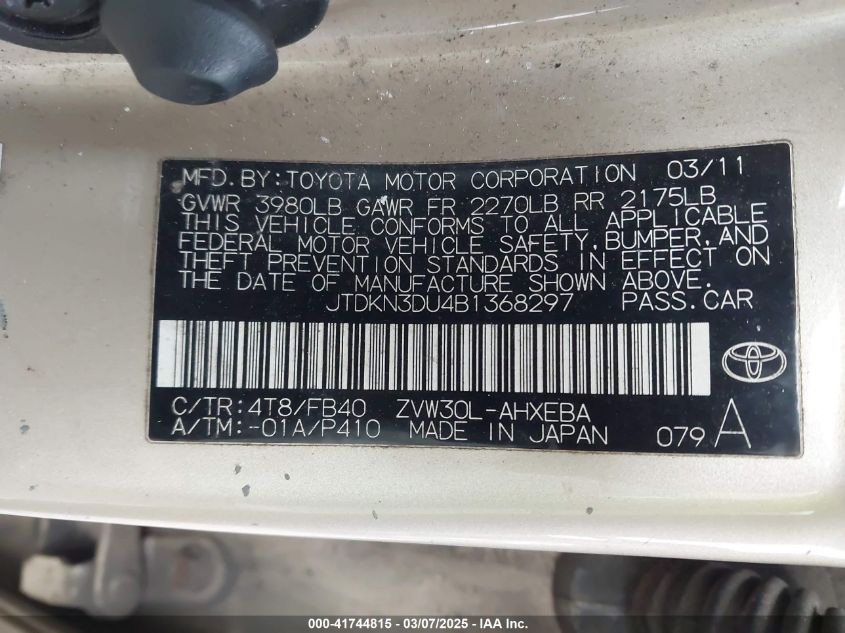 MFD.BY:TOYOTA MOTOR CORPORATION 03/11
GVWR 3980LB GAWR FR 2270LB RR 2175LB
THIS VEHICLE CONFORMS TO ALL APPLICABLE
FEDERAL MOTOR VEHICLE SAFETY,BUMPER,AND
THEFT PREVENTION STANDARDS IN EFFECT ON
THE DATE OF MANUFACTURE SHOWN ABOVE.
JTDKN3DU4B1368297 PASS.CAR
C/TR:4T8/FB40 ZVW30L-AHXEBA
A/TM:-01A/P410 MADE IN JAPAN 079 A
000-41744815 - 03/07/2025 - IAA Inc.